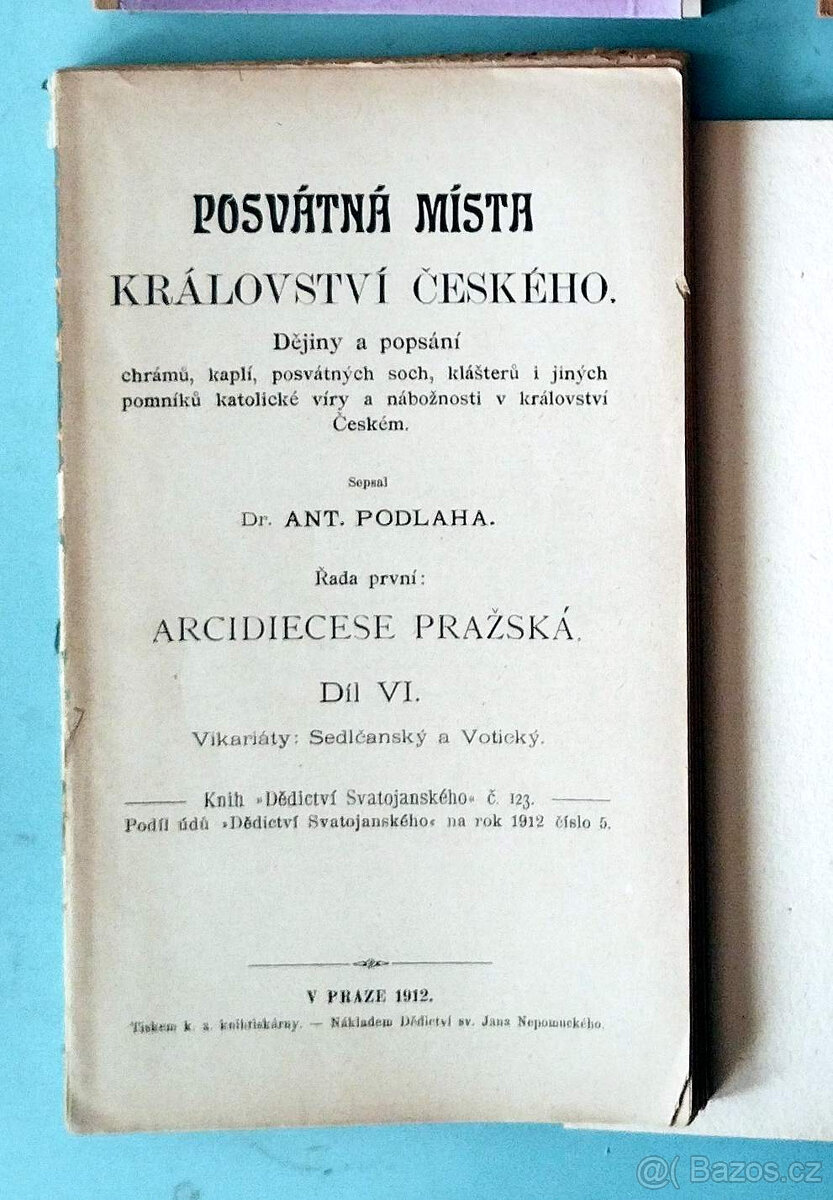 POSVÁTNÁ MÍSTA
KRÁLOVSTVÍ ČESKÉHO.
Dějiny a popsání
chrámů, kaplí, posvátných soch, klášterů i jiných
pomníků katolické víry a nábožnosti v království
Českém.
Sepsal
Dr. ANT. PODLAHA.
Řada první:
ARCIDIECESE PRAŽSKÁ.
Díl VI.
Vikariáty: Sedlčanský a Votický.
Knih »Dědictví Svatojanského« č. 123.
Podíl údů »Dědictví Svatojanského« na rok 1912 číslo 5.
V PRAZE 1912.
Tiskem k. a. knihtiskárny. — Nákladem Dědictví sv. Jana Nepomuckého.
@( Bazos.cz